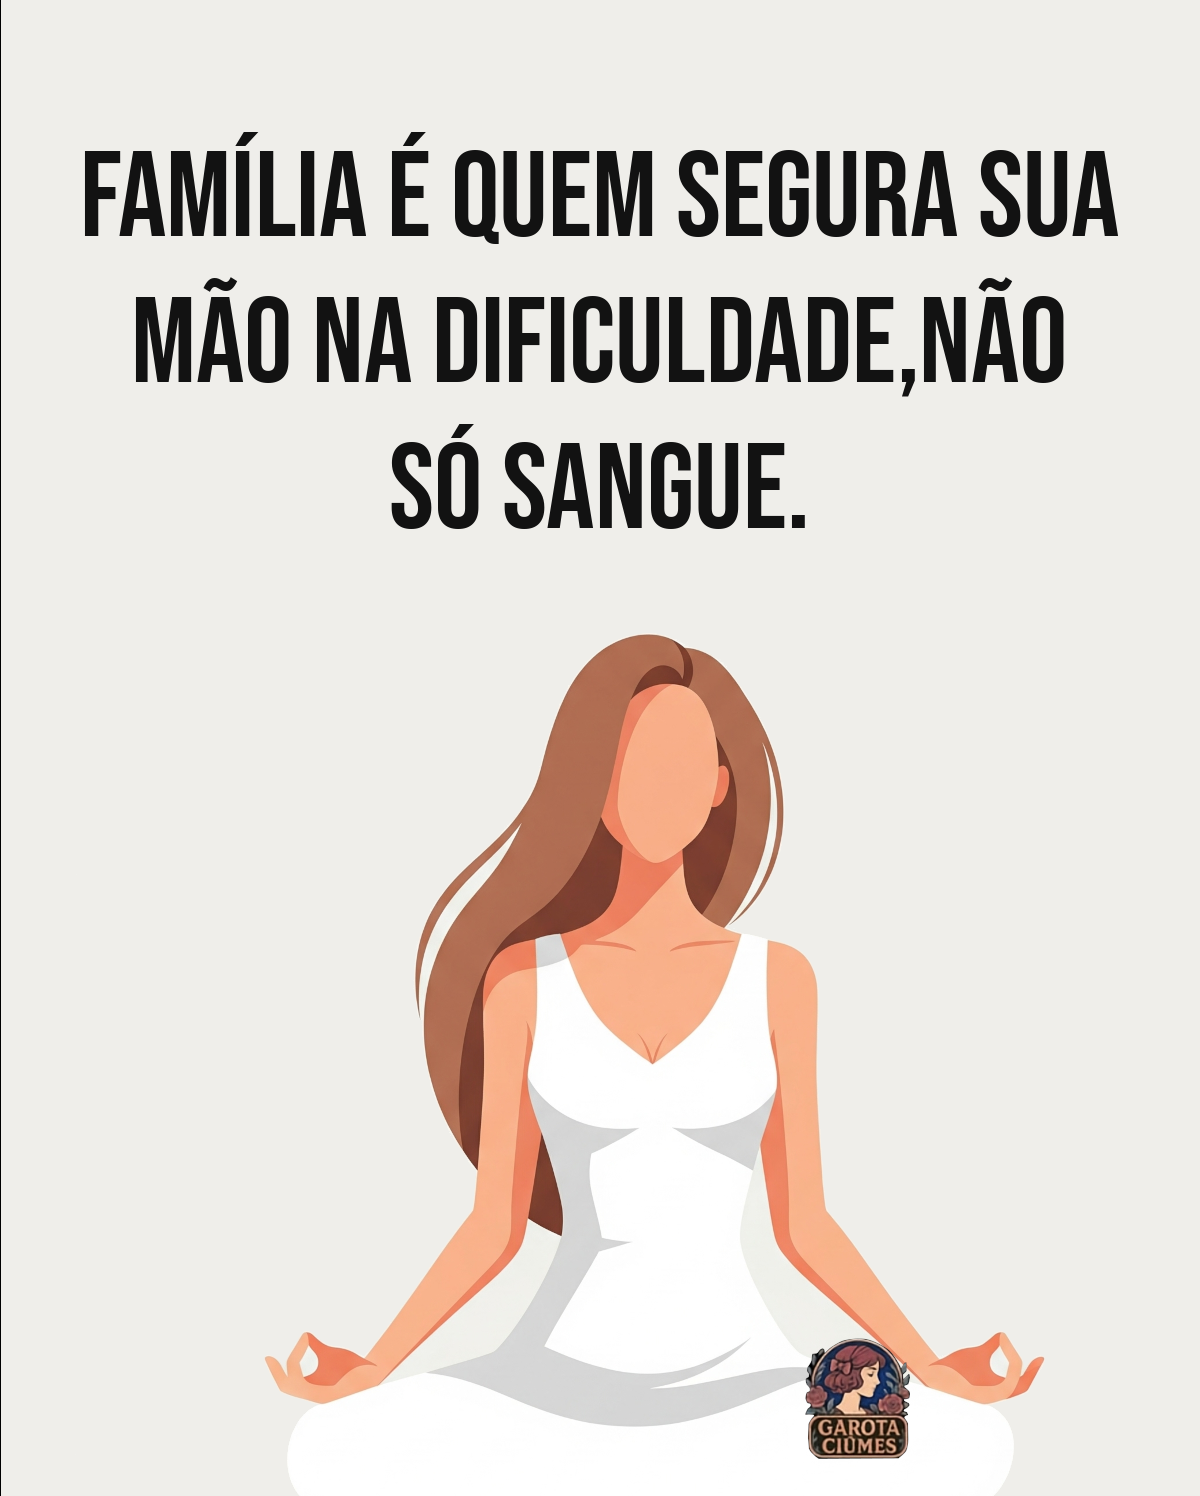 FAMÍLIA É QUEM SEGURA SUA
MÃO NA DIFICULDADE,NÃO
SÓ SANGUE.
GAROTA
CIÚMES